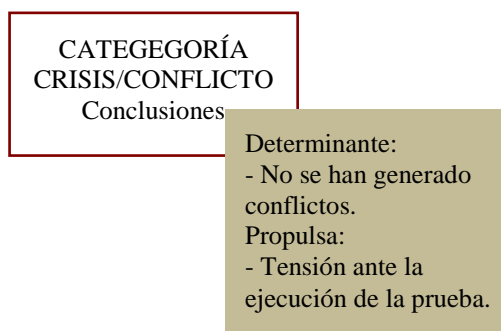 CATEGEGORÍA
CRISIS/CONFLICTO
Conclusiones
Determinante:
- No se han generado
conflictos.
Propulsa:
- Tensión ante la
ejecución de la prueba.